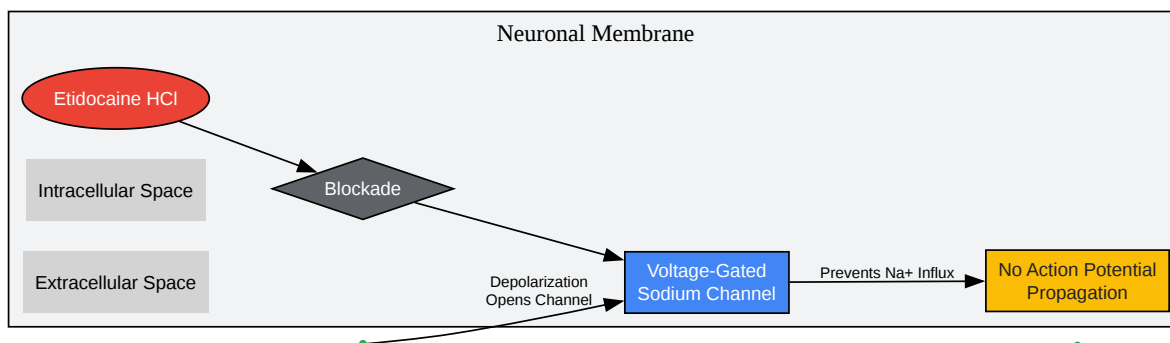 Neuronal Membrane
Etidocaine HCl
Intracellular Space
Blockade
Extracellular Space
Depolarization
Opens Channel
Voltage-Gated
Sodium Channel
Prevents Na+ Influx
No Action Potential
Propagation